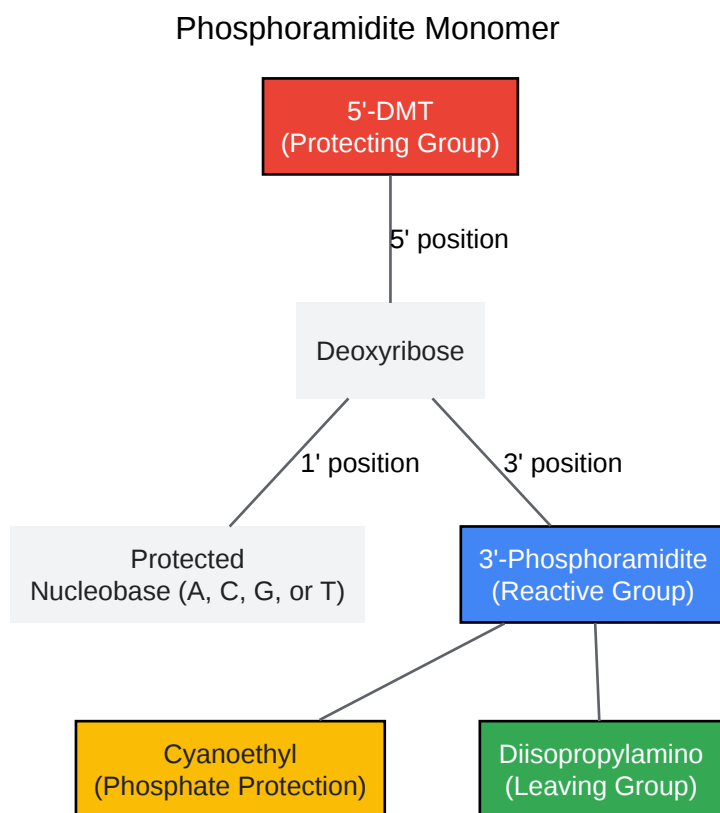 Phosphoramidite Monomer
5'-DMT
(Protecting Group)
5' position
Deoxyribose
1' position
3' position
Protected
Nucleobase (A, C, G, or T)
3'-Phosphoramidite
(Reactive Group)
Cyanoethyl
(Phosphate Protection)
Diisopropylamino
(Leaving Group)